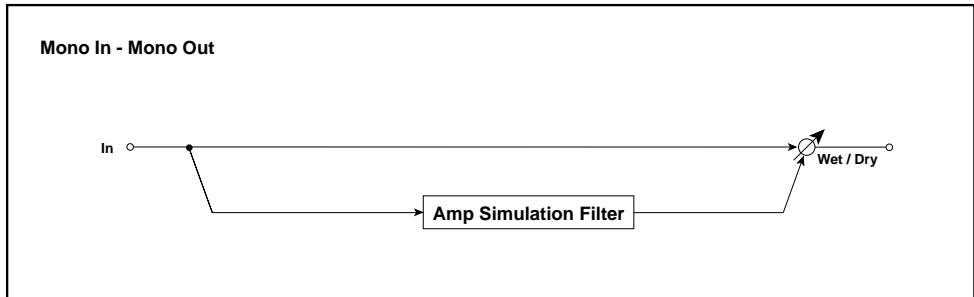 Mono In - Mono Out
In
Wet / Dry
Amp Simulation Filter